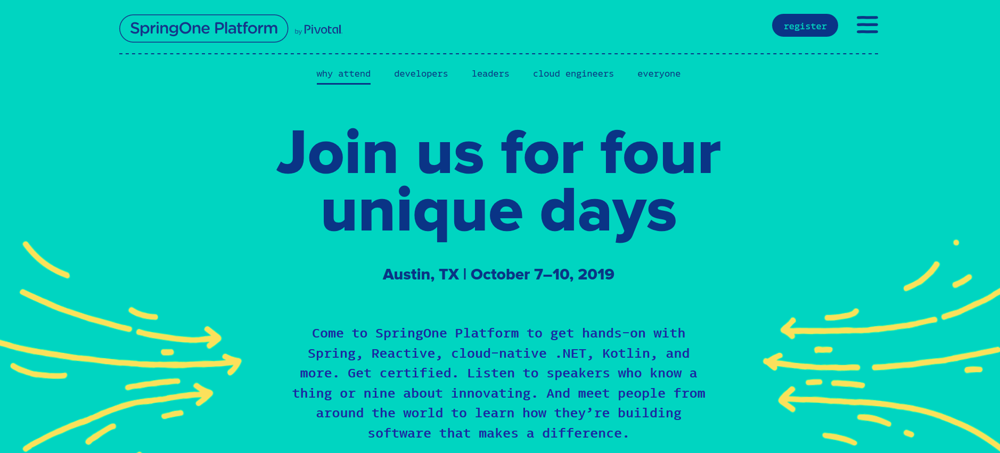 SpringOne Platform by Pivotal.
register
why attend developers leaders cloud engineers everyone
Join us for four
unique days
Austin, TX | October 7–10, 2019
Come to SpringOne Platform to get hands-on with
Spring, Reactive, cloud-native .NET, Kotlin, and
more. Get certified. Listen to speakers who know a
thing or nine about innovating. And meet people from
around the world to learn how they’re building
software that makes a difference.